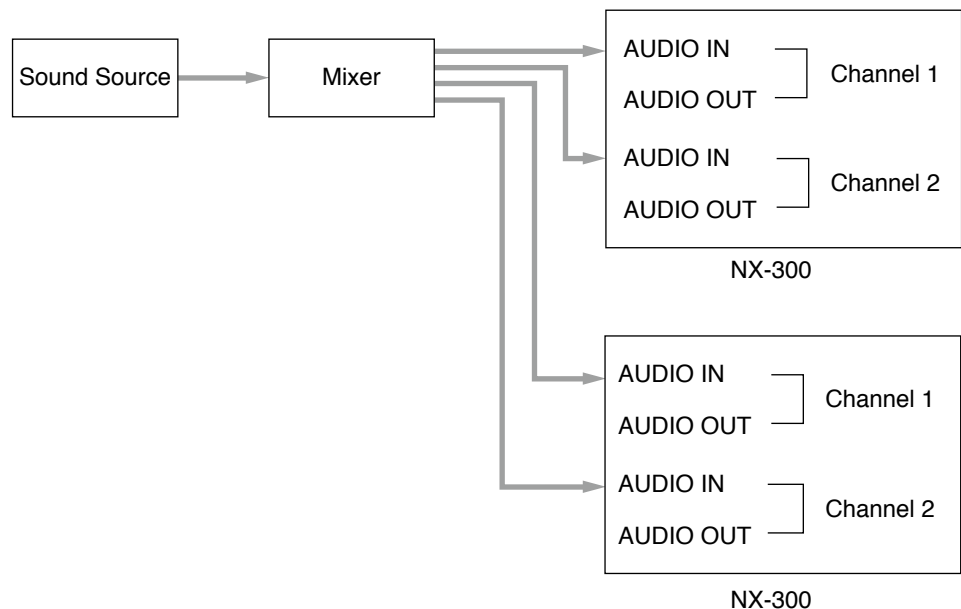 Sound Source
Mixer
AUDIO IN
AUDIO OUT
Channel 1
AUDIO IN
AUDIO OUT
Channel 2
NX-300
AUDIO IN
AUDIO OUT
Channel 1
AUDIO IN
AUDIO OUT
Channel 2
NX-300